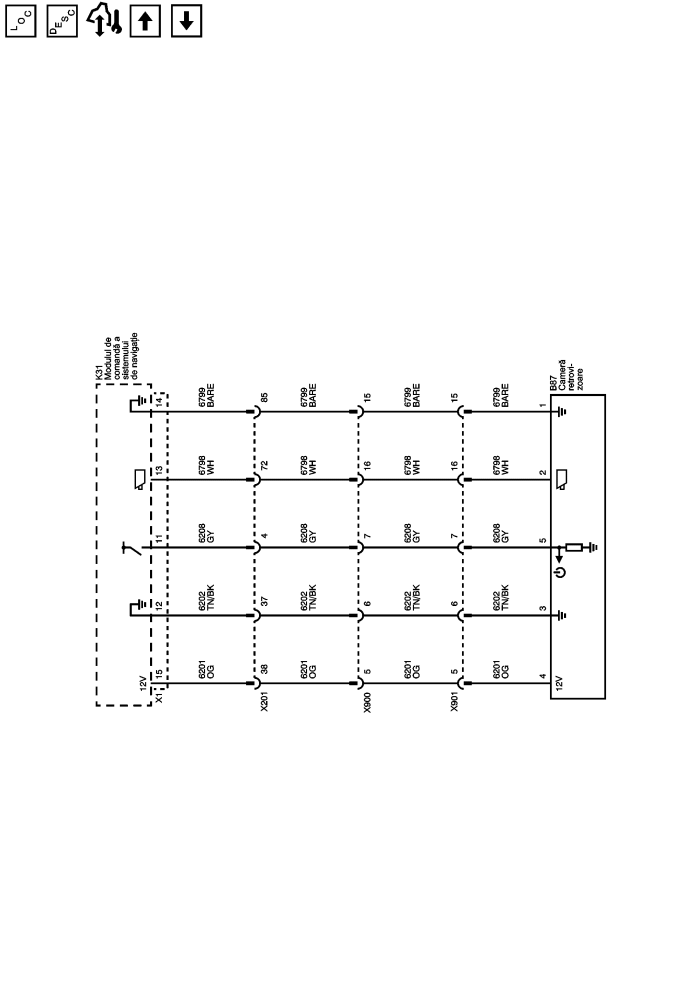 LOC
DESC
K31
Modulul de
comandă a
sistemului
de navigaţie
14
6799
BARE
85
6799
BARE
15
6799
BARE
15
6799
BARE
1
B87
Cameră
retrovi-
zoare
13
6798
WH
72
6798
WH
16
6798
WH
16
6798
WH
2
11
6208
GY
4
6208
GY
7
6208
GY
7
6208
GY
5
12
6202
TN/BK
37
6202
TN/BK
6
6202
TN/BK
6
6202
TN/BK
3
12V
15
6201
OG
38
6201
OG
5
6201
OG
5
6201
OG
4
12V
X1
X201
X900
X901